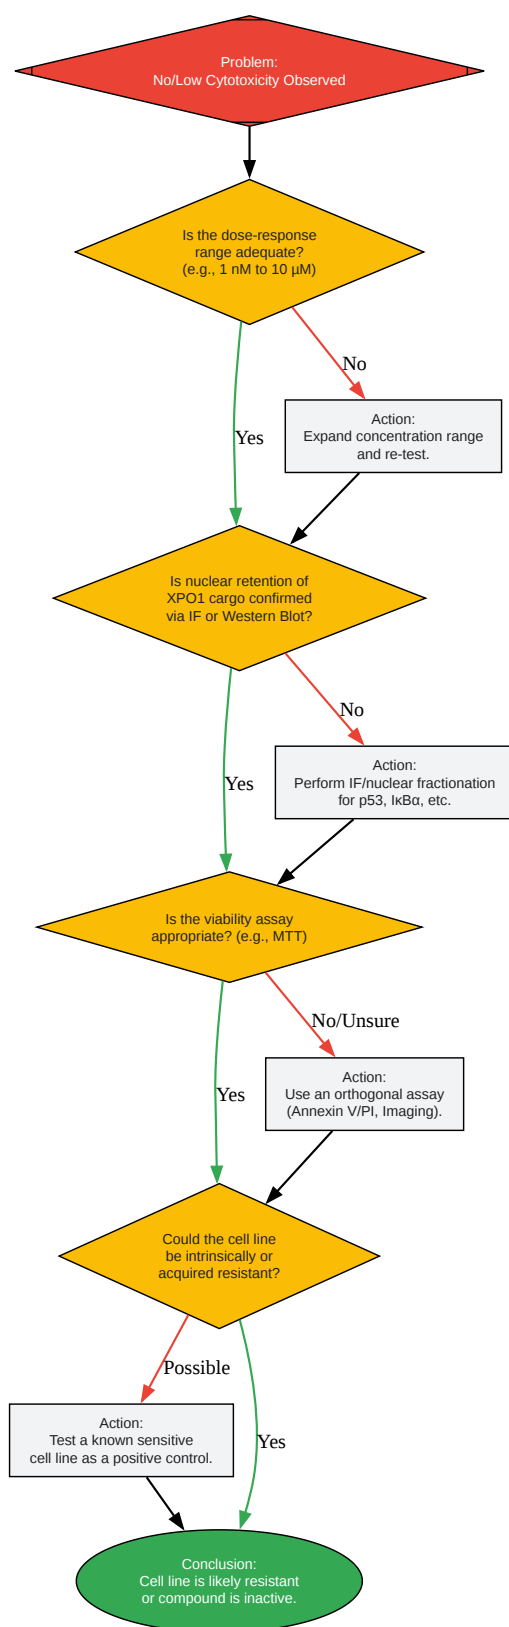 Problem:
No/Low Cytotoxicity Observed
Is the dose-response
range adequate?
(e.g., 1 nM to 10 µM)
No
Action:
Expand concentration range
and re-test.
Yes
Is nuclear retention of
XPO1 cargo confirmed
via IF or Western Blot?
No
Action:
Perform IF/nuclear fractionation
for p53, IκBα, etc.
Yes
Is the viability assay
appropriate? (e.g., MTT)
No/Unsure
Action:
Use an orthogonal assay
(Annexin V/PI, Imaging).
Yes
Could the cell line
be intrinsically or
acquired resistant?
Possible
Action:
Test a known sensitive
cell line as a positive control.
Yes
Conclusion:
Cell line is likely resistant
or compound is inactive.